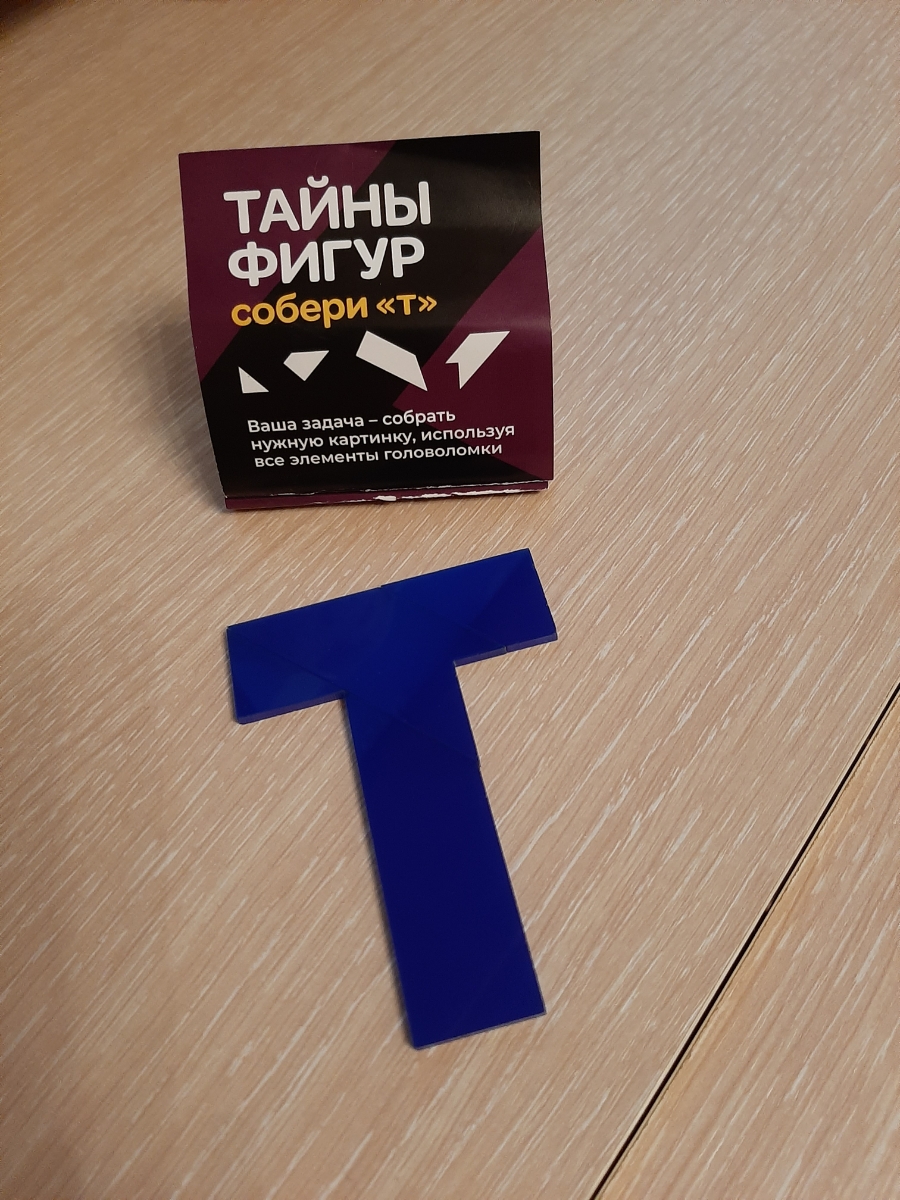 ТАЙНЫ
ФИГУР
собери «т»
Ваша задача – собрать
нужную картинку, используя
все элементы головоломки